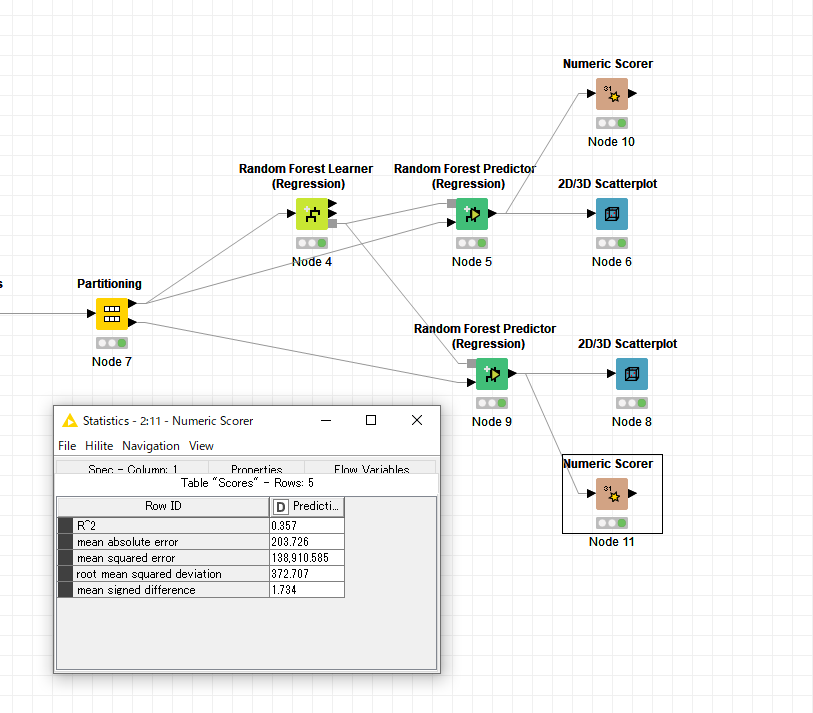 Numeric Scorer
Node 10
Random Forest Learner
(Regression)
Node 4
Random Forest Predictor
(Regression)
Node 5
2D/3D Scatterplot
Node 6
s
Partitioning
Node 7
Random Forest Predictor
(Regression)
Node 9
2D/3D Scatterplot
Node 8
Numeric Scorer
Node 11
Statistics - 2:11 - Numeric Scorer
File Hilite Navigation View
Spec - Column: 1 Properties Flow Variables
Table "Scores" - Rows: 5
Row ID D Predicti...
R^2 0.357
mean absolute error 203.726
mean squared error 138,910.585
root mean squared deviation 372.707
mean signed difference 1.734